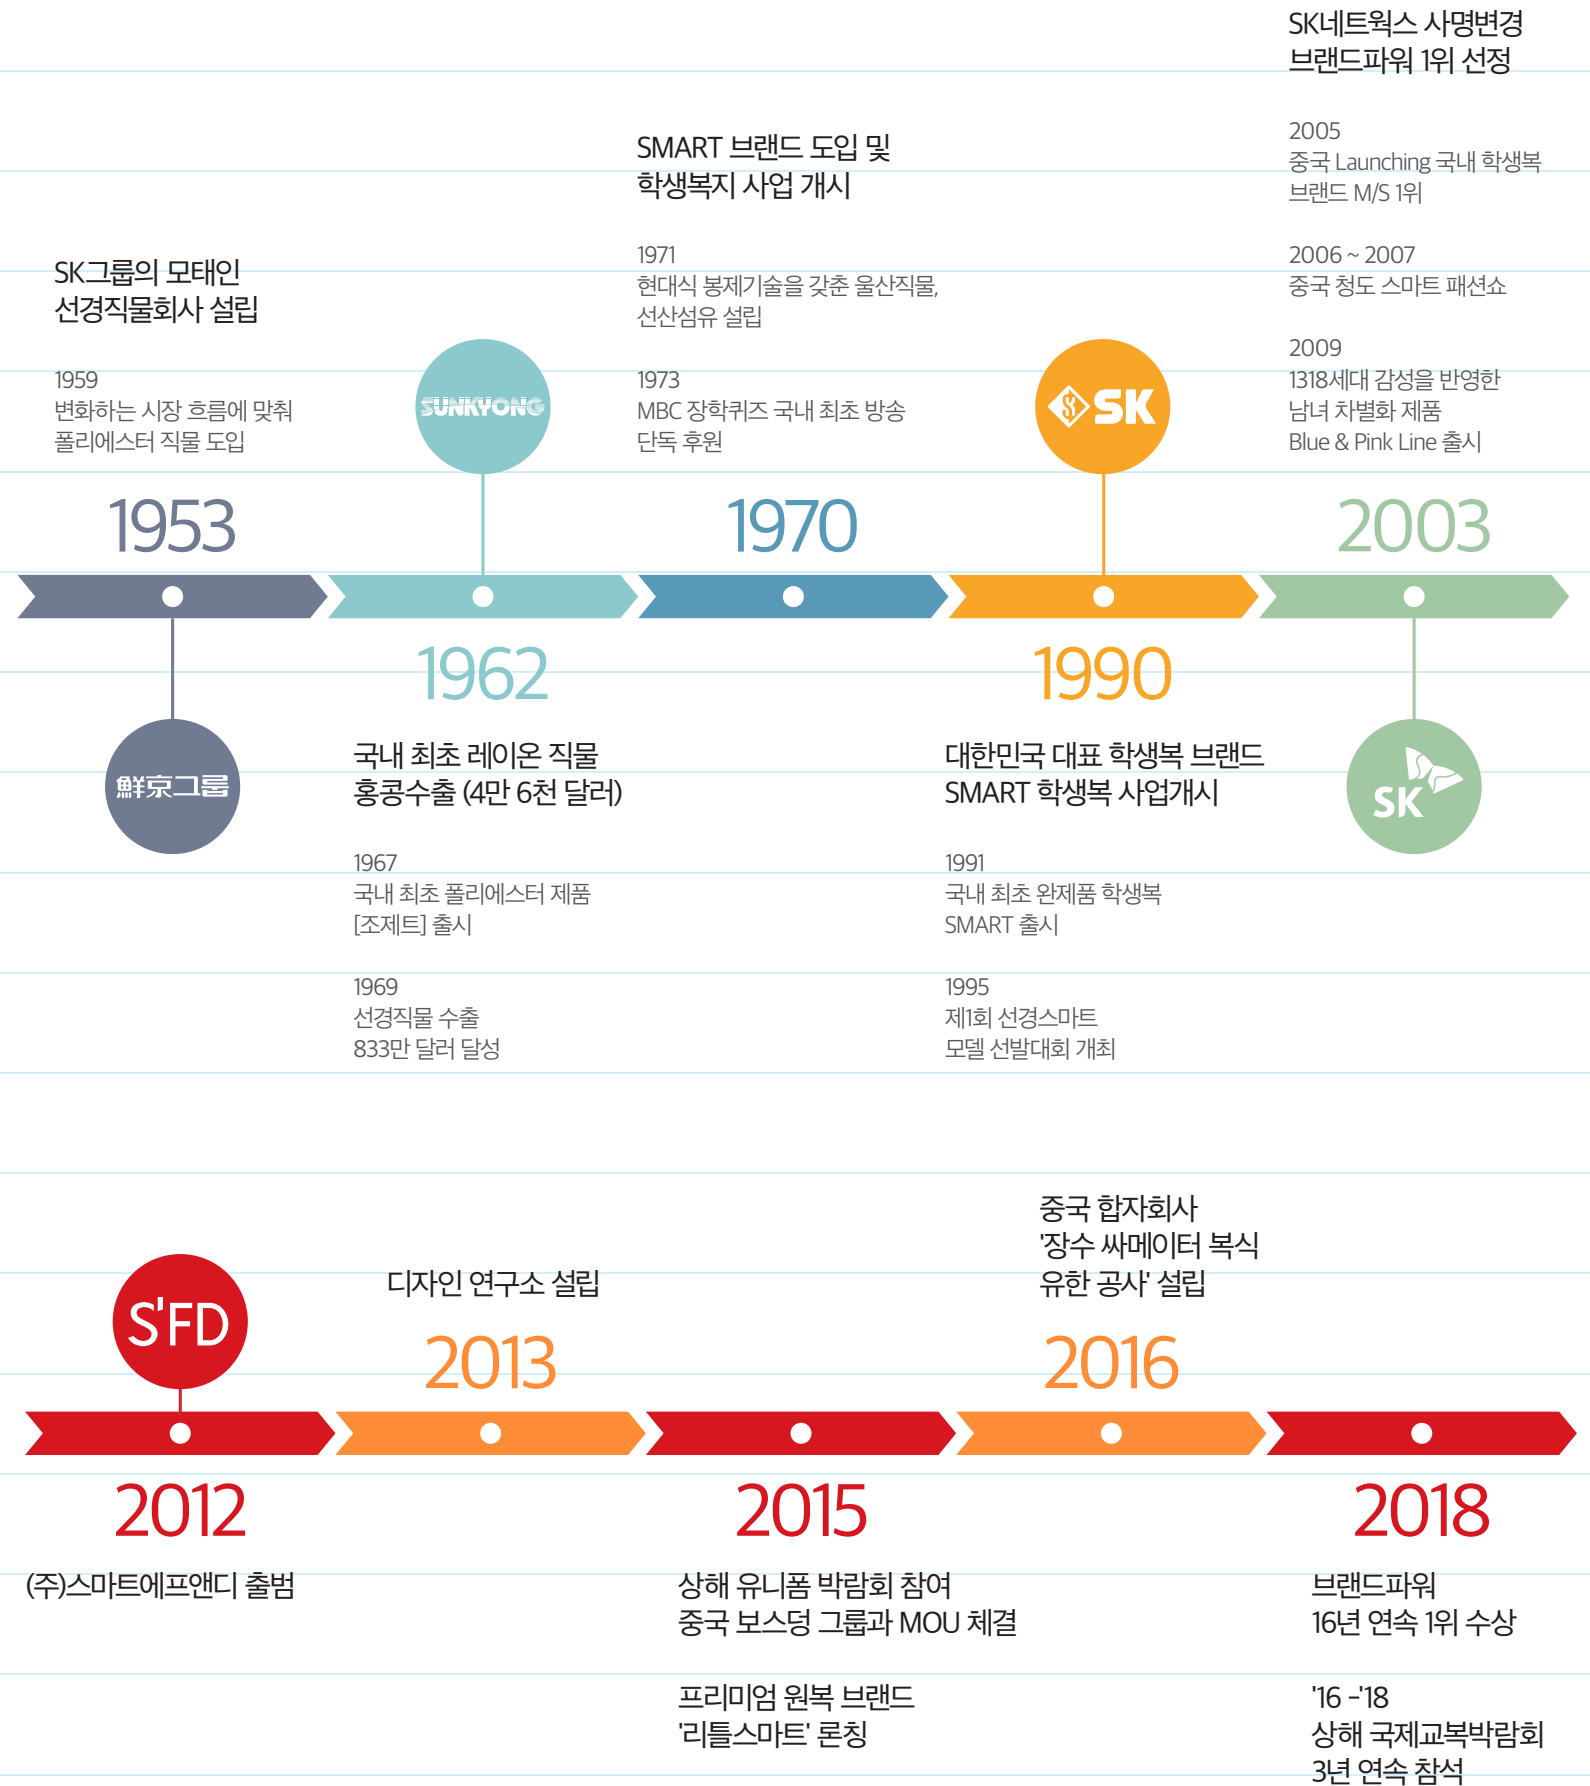 SK그룹의 모태인
선경직물회사 설립
1959
변화하는 시장 흐름에 맞춰
폴리에스터 직물 도입
1953
鮮京그룹
SUNKYONG
1962
국내 최초 레이온 직물
홍콩수출 (4만 6천 달러)
1967
국내 최초 폴리에스터 제품
[조제트] 출시
1969
선경직물 수출
833만 달러 달성
SMART 브랜드 도입 및
학생복지 사업 개시
1971
현대식 봉제기술을 갖춘 울산직물,
선산섬유 설립
1973
MBC 장학퀴즈 국내 최초 방송
단독 후원
1970
SK
1990
대한민국 대표 학생복 브랜드
SMART 학생복 사업개시
1991
국내 최초 완제품 학생복
SMART 출시
1995
제1회 선경스마트
모델 선발대회 개최
SK네트웍스 사명변경
브랜드파워 1위 선정
2005
중국 Launching 국내 학생복
브랜드 M/S 1위
2006 ~ 2007
중국 청도 스마트 패션쇼
2009
1318세대 감성을 반영한
남녀 차별화 제품
Blue & Pink Line 출시
2003
SK
S'FD
2012
(주)스마트에프앤디 출범
디자인 연구소 설립
2013
2015
상해 유니폼 박람회 참여
중국 보스덩 그룹과 MOU 체결
프리미엄 원복 브랜드
'리틀스마트' 론칭
중국 합자회사
'장수 싸메이터 복식
유한 공사' 설립
2016
2018
브랜드파워
16년 연속 1위 수상
'16 -'18
상해 국제교복박람회
3년 연속 참석